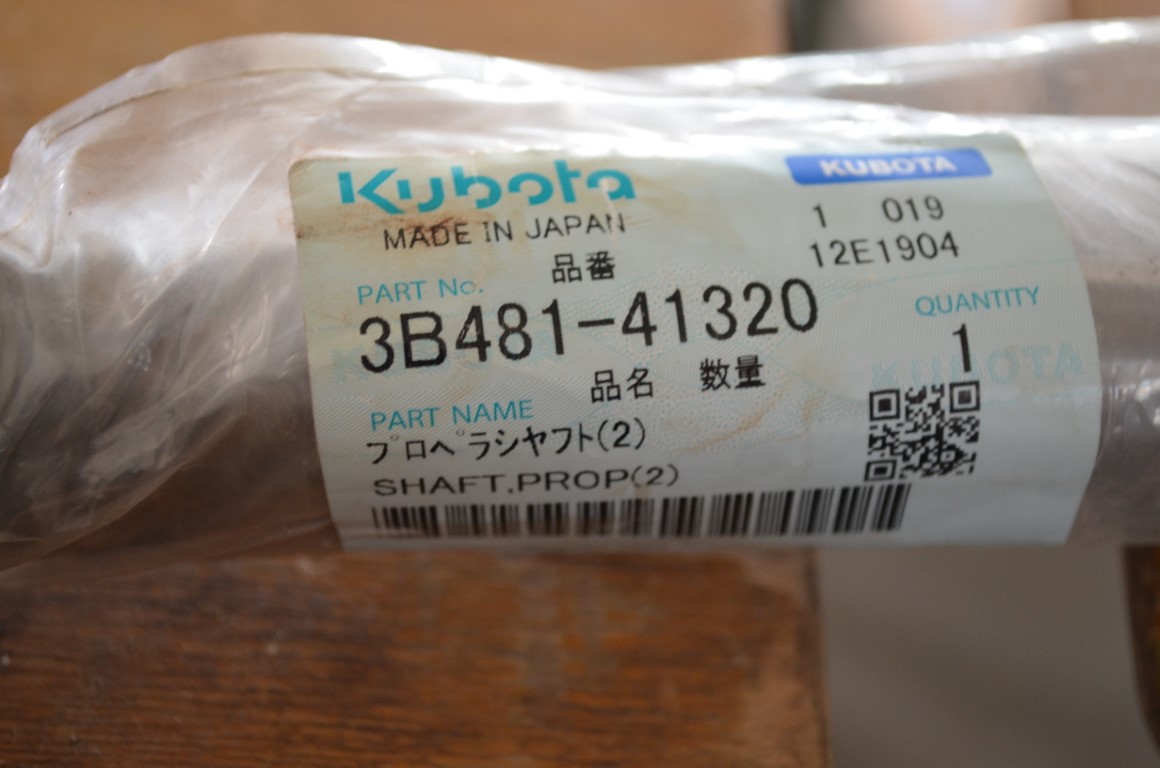 Kubota
KUBOTA
MADE IN JAPAN
1 019
12E1904
品番
PART No.
3B481-41320
QUANTITY
1
品名 数量
PART NAME
プロペラシヤフト(2)
SHAFT,PROP(2)